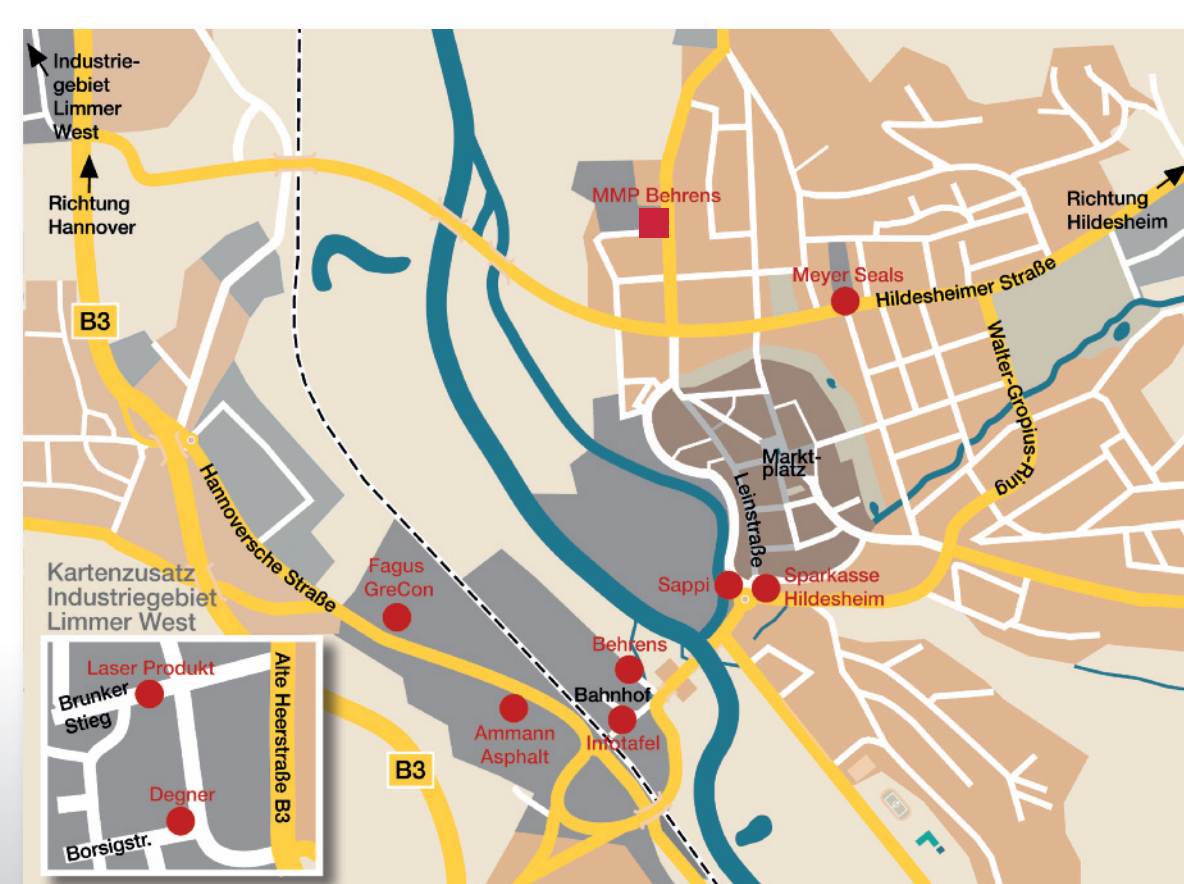 Industrie-
gebiet
Limmer
West
Richtung
Hannover
MMP Behrens
Richtung
Hildesheim
Meyer Seals
Hildesheimer Straße
B3
Walter-Gropius-Ring
Markt-
platz
Leinstraße
Hannoversche Straße
Fagus
GreCon
Sappi
Sparkasse
Hildesheim
Kartenzusatz
Industriegebiet
Limmer West
Behrens
Bahnhof
Infotafel
Ammann
Asphalt
B3
Laser Produkt
Brunker
Stieg
Alte Heerstraße B3
Degner
Borsigstr.